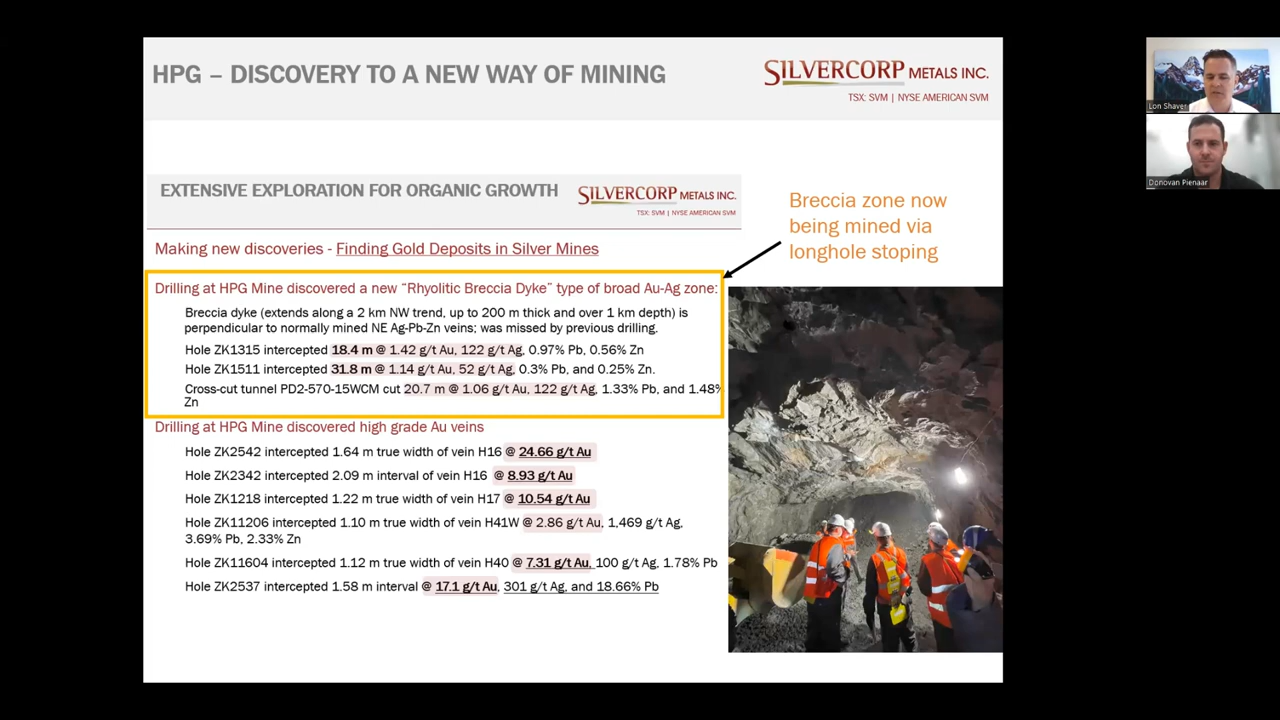 HPG – DISCOVERY TO A NEW WAY OF MINING
SILVERCORP METALS INC.
TSX: SVM | NYSE AMERICAN SVM
Lon Shaver
Donovan Pienaar
EXTENSIVE EXPLORATION FOR ORGANIC GROWTH
SILVERCORP METALS INC.
TSX: SVM | NYSE AMERICAN SVM
Breccia zone now
being mined via
longhole stoping
Making new discoveries - Finding Gold Deposits in Silver Mines
Drilling at HPG Mine discovered a new “Rhyolitic Breccia Dyke” type of broad Au-Ag zone:
Breccia dyke (extends along a 2 km NW trend, up to 200 m thick and over 1 km depth) is
perpendicular to normally mined NE Ag-Pb-Zn veins; was missed by previous drilling.
Hole ZK1315 intercepted 18.4 m @ 1.42 g/t Au, 122 g/t Ag, 0.97% Pb, 0.56% Zn
Hole ZK1511 intercepted 31.8 m @ 1.14 g/t Au, 52 g/t Ag, 0.3% Pb, and 0.25% Zn.
Cross-cut tunnel PD2-570-15WCM cut 20.7 m @ 1.06 g/t Au, 122 g/t Ag, 1.33% Pb, and 1.48%
Zn
Drilling at HPG Mine discovered high grade Au veins
Hole ZK2542 intercepted 1.64 m true width of vein H16 @ 24.66 g/t Au
Hole ZK2342 intercepted 2.09 m interval of vein H16 @ 8.93 g/t Au
Hole ZK1218 intercepted 1.22 m true width of vein H17 @ 10.54 g/t Au
Hole ZK11206 intercepted 1.10 m true width of vein H41W @ 2.86 g/t Au, 1,469 g/t Ag,
3.69% Pb, 2.33% Zn
Hole ZK11604 intercepted 1.12 m true width of vein H40 @ 7.31 g/t Au, 100 g/t Ag, 1.78% Pb
Hole ZK2537 intercepted 1.58 m interval @ 17.1 g/t Au, 301 g/t Ag, and 18.66% Pb